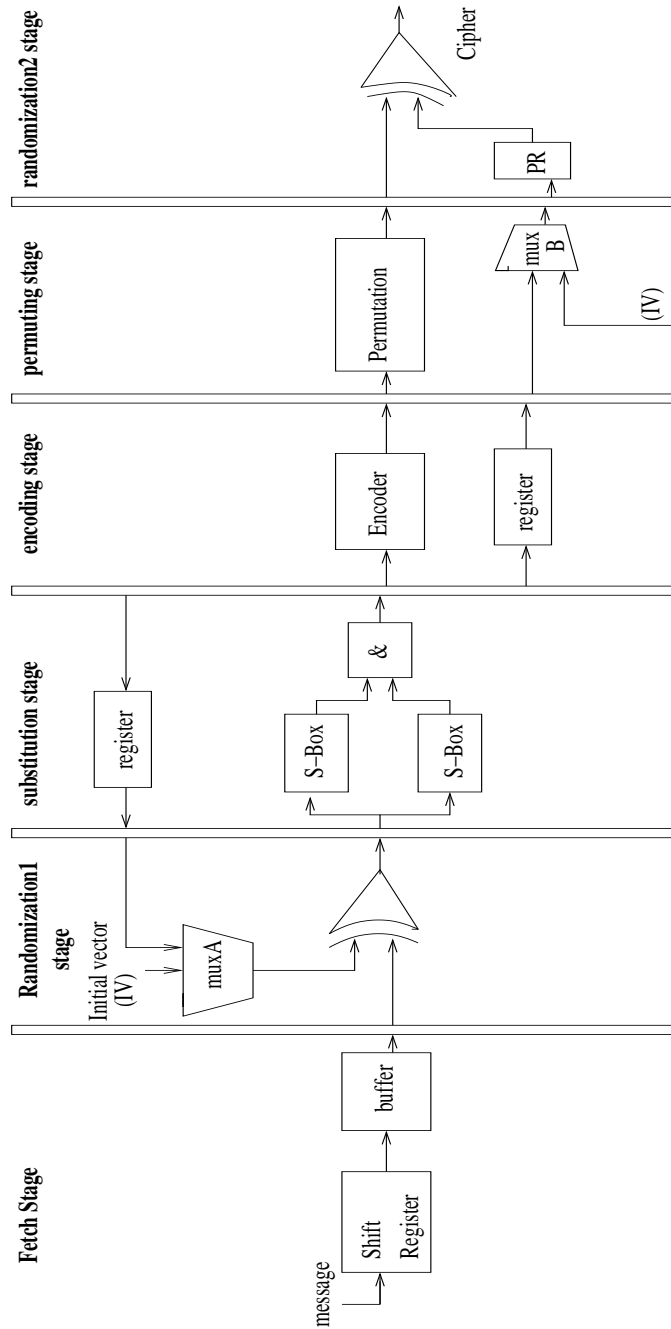 Fetch Stage
Randomization1
stage
substitution stage
encoding stage
permuting stage
randomization2 stage
message
Shift
Register
buffer
Initial vector
(IV)
muxA
register
S-Box
S-Box
&
Encoder
register
Permutation
mux
B
(IV)
PR
Cipher